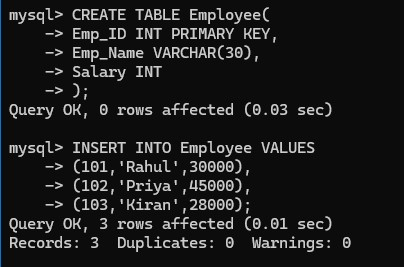 mysql> CREATE TABLE Employee(
    -> Emp_ID INT PRIMARY KEY,
    -> Emp_Name VARCHAR(30),
    -> Salary INT
    -> );
Query OK, 0 rows affected (0.03 sec)

mysql> INSERT INTO Employee VALUES
    -> (101,'Rahul',30000),
    -> (102,'Priya',45000),
    -> (103,'Kiran',28000);
Query OK, 3 rows affected (0.01 sec)
Records: 3  Duplicates: 0  Warnings: 0